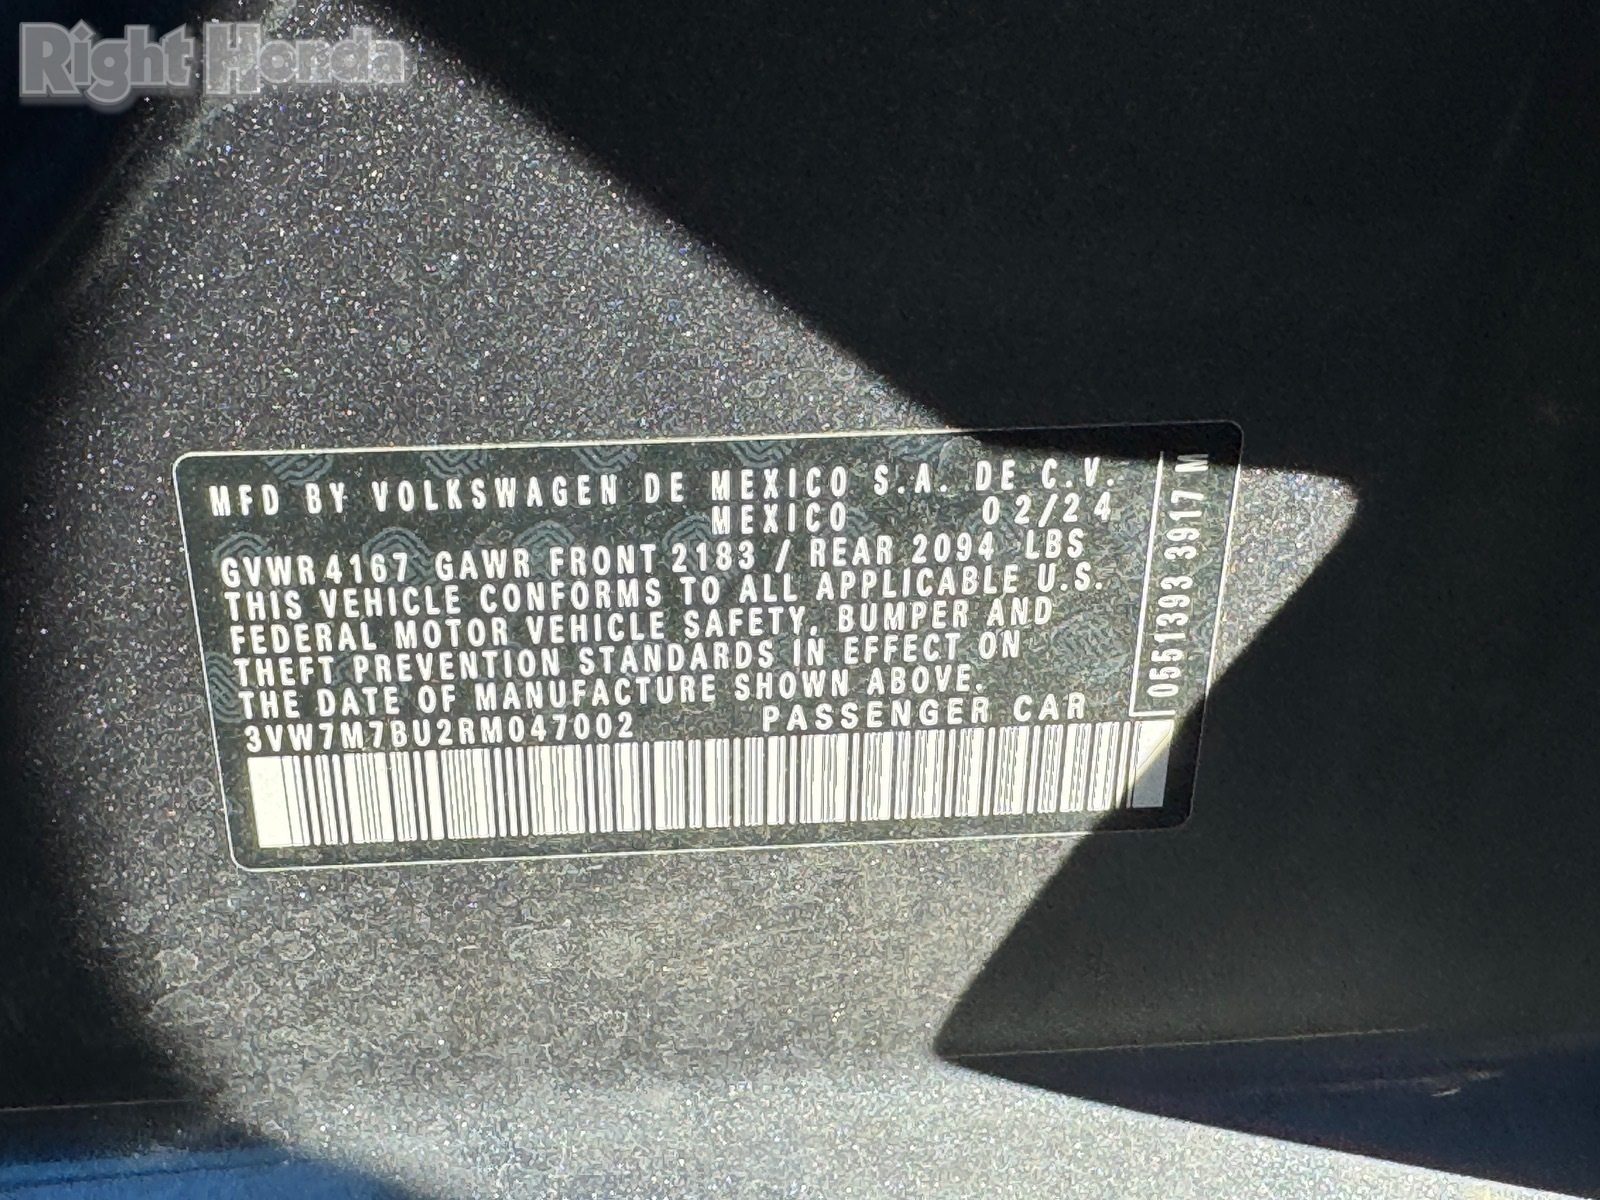 Right Honda
MFD BY VOLKSWAGEN DE MEXICO S.A. DE C.V.
MEXICO 02/24
GVWR 4167 GAWR FRONT 2183 / REAR 2094 LBS
THIS VEHICLE CONFORMS TO ALL APPLICABLE U.S.
FEDERAL MOTOR VEHICLE SAFETY, BUMPER AND
THEFT PREVENTION STANDARDS IN EFFECT ON
THE DATE OF MANUFACTURE SHOWN ABOVE.
3VW7M7BU2RM047002 PASSENGER CAR
0551393 3917 M